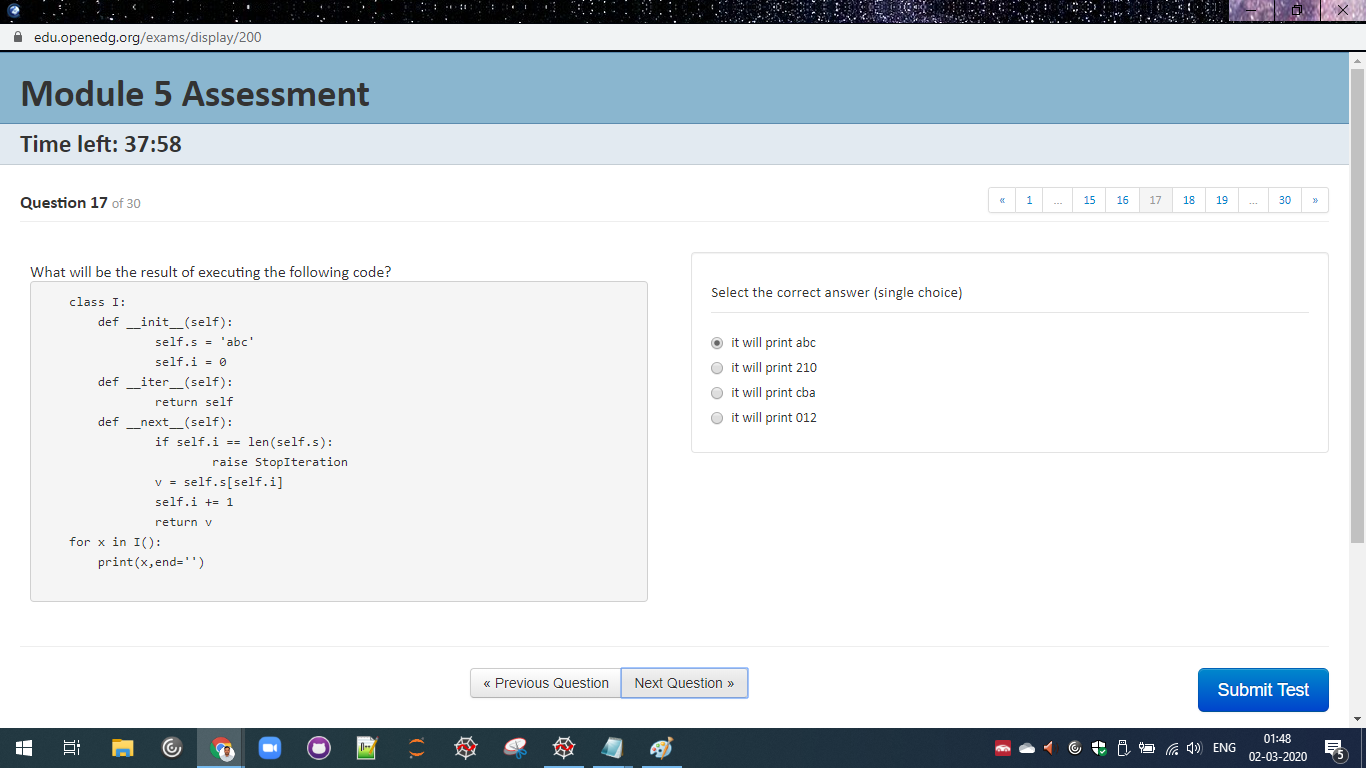 edu.openedg.org/exams/display/200
Module 5 Assessment
Time left: 37:58
Question 17 of 30
« 1 ... 15 16 17 18 19 ... 30 »
What will be the result of executing the following code?
class I:
    def __init__(self):
            self.s = 'abc'
            self.i = 0
    def __iter__(self):
            return self
    def __next__(self):
            if self.i == len(self.s):
                    raise StopIteration
            v = self.s[self.i]
            self.i += 1
            return v
for x in I():
    print(x,end='')
Select the correct answer (single choice)
it will print abc
it will print 210
it will print cba
it will print 012
« Previous Question Next Question »
Submit Test
ENG
01:48
02-03-2020
5